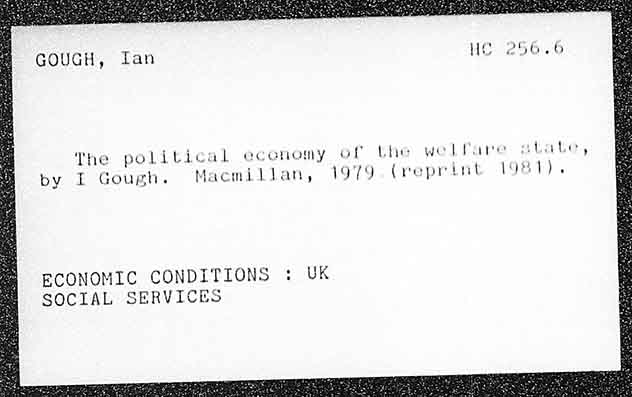 GOUGH, Ian
HC 256.6
The political economy of the welfare state,
by I Gough. Macmillan, 1979 (reprint 1981).
ECONOMIC CONDITIONS : UK
SOCIAL SERVICES